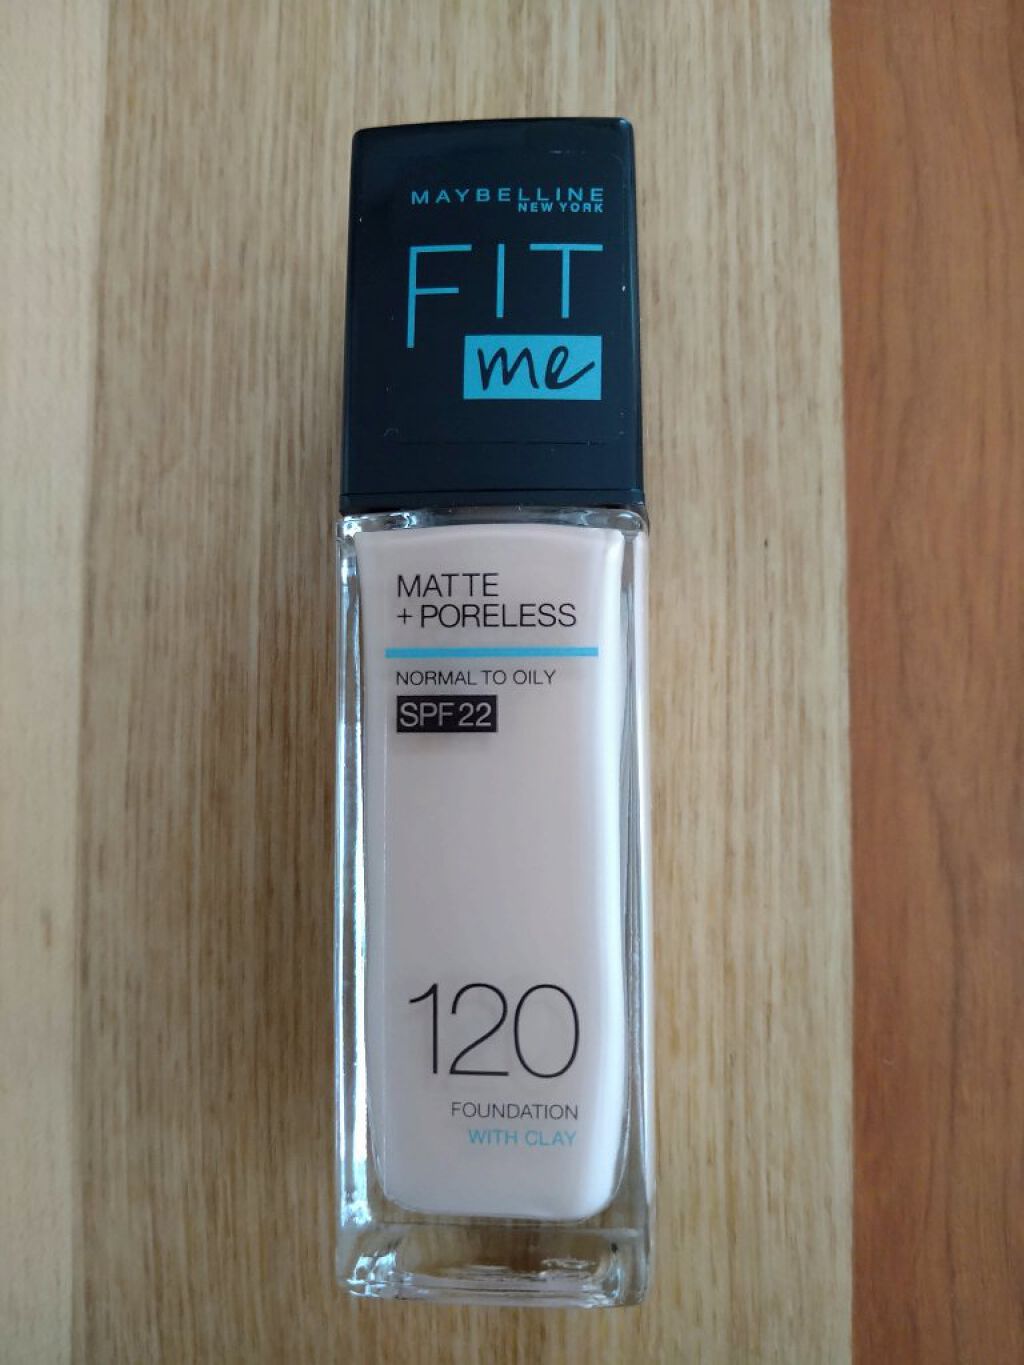 MAYBELLINE
NEW YORK
FIT
me
MATTE
+ PORELESS
NORMAL TO OILY
SPF 22
120
FOUNDATION
WITH CLAY